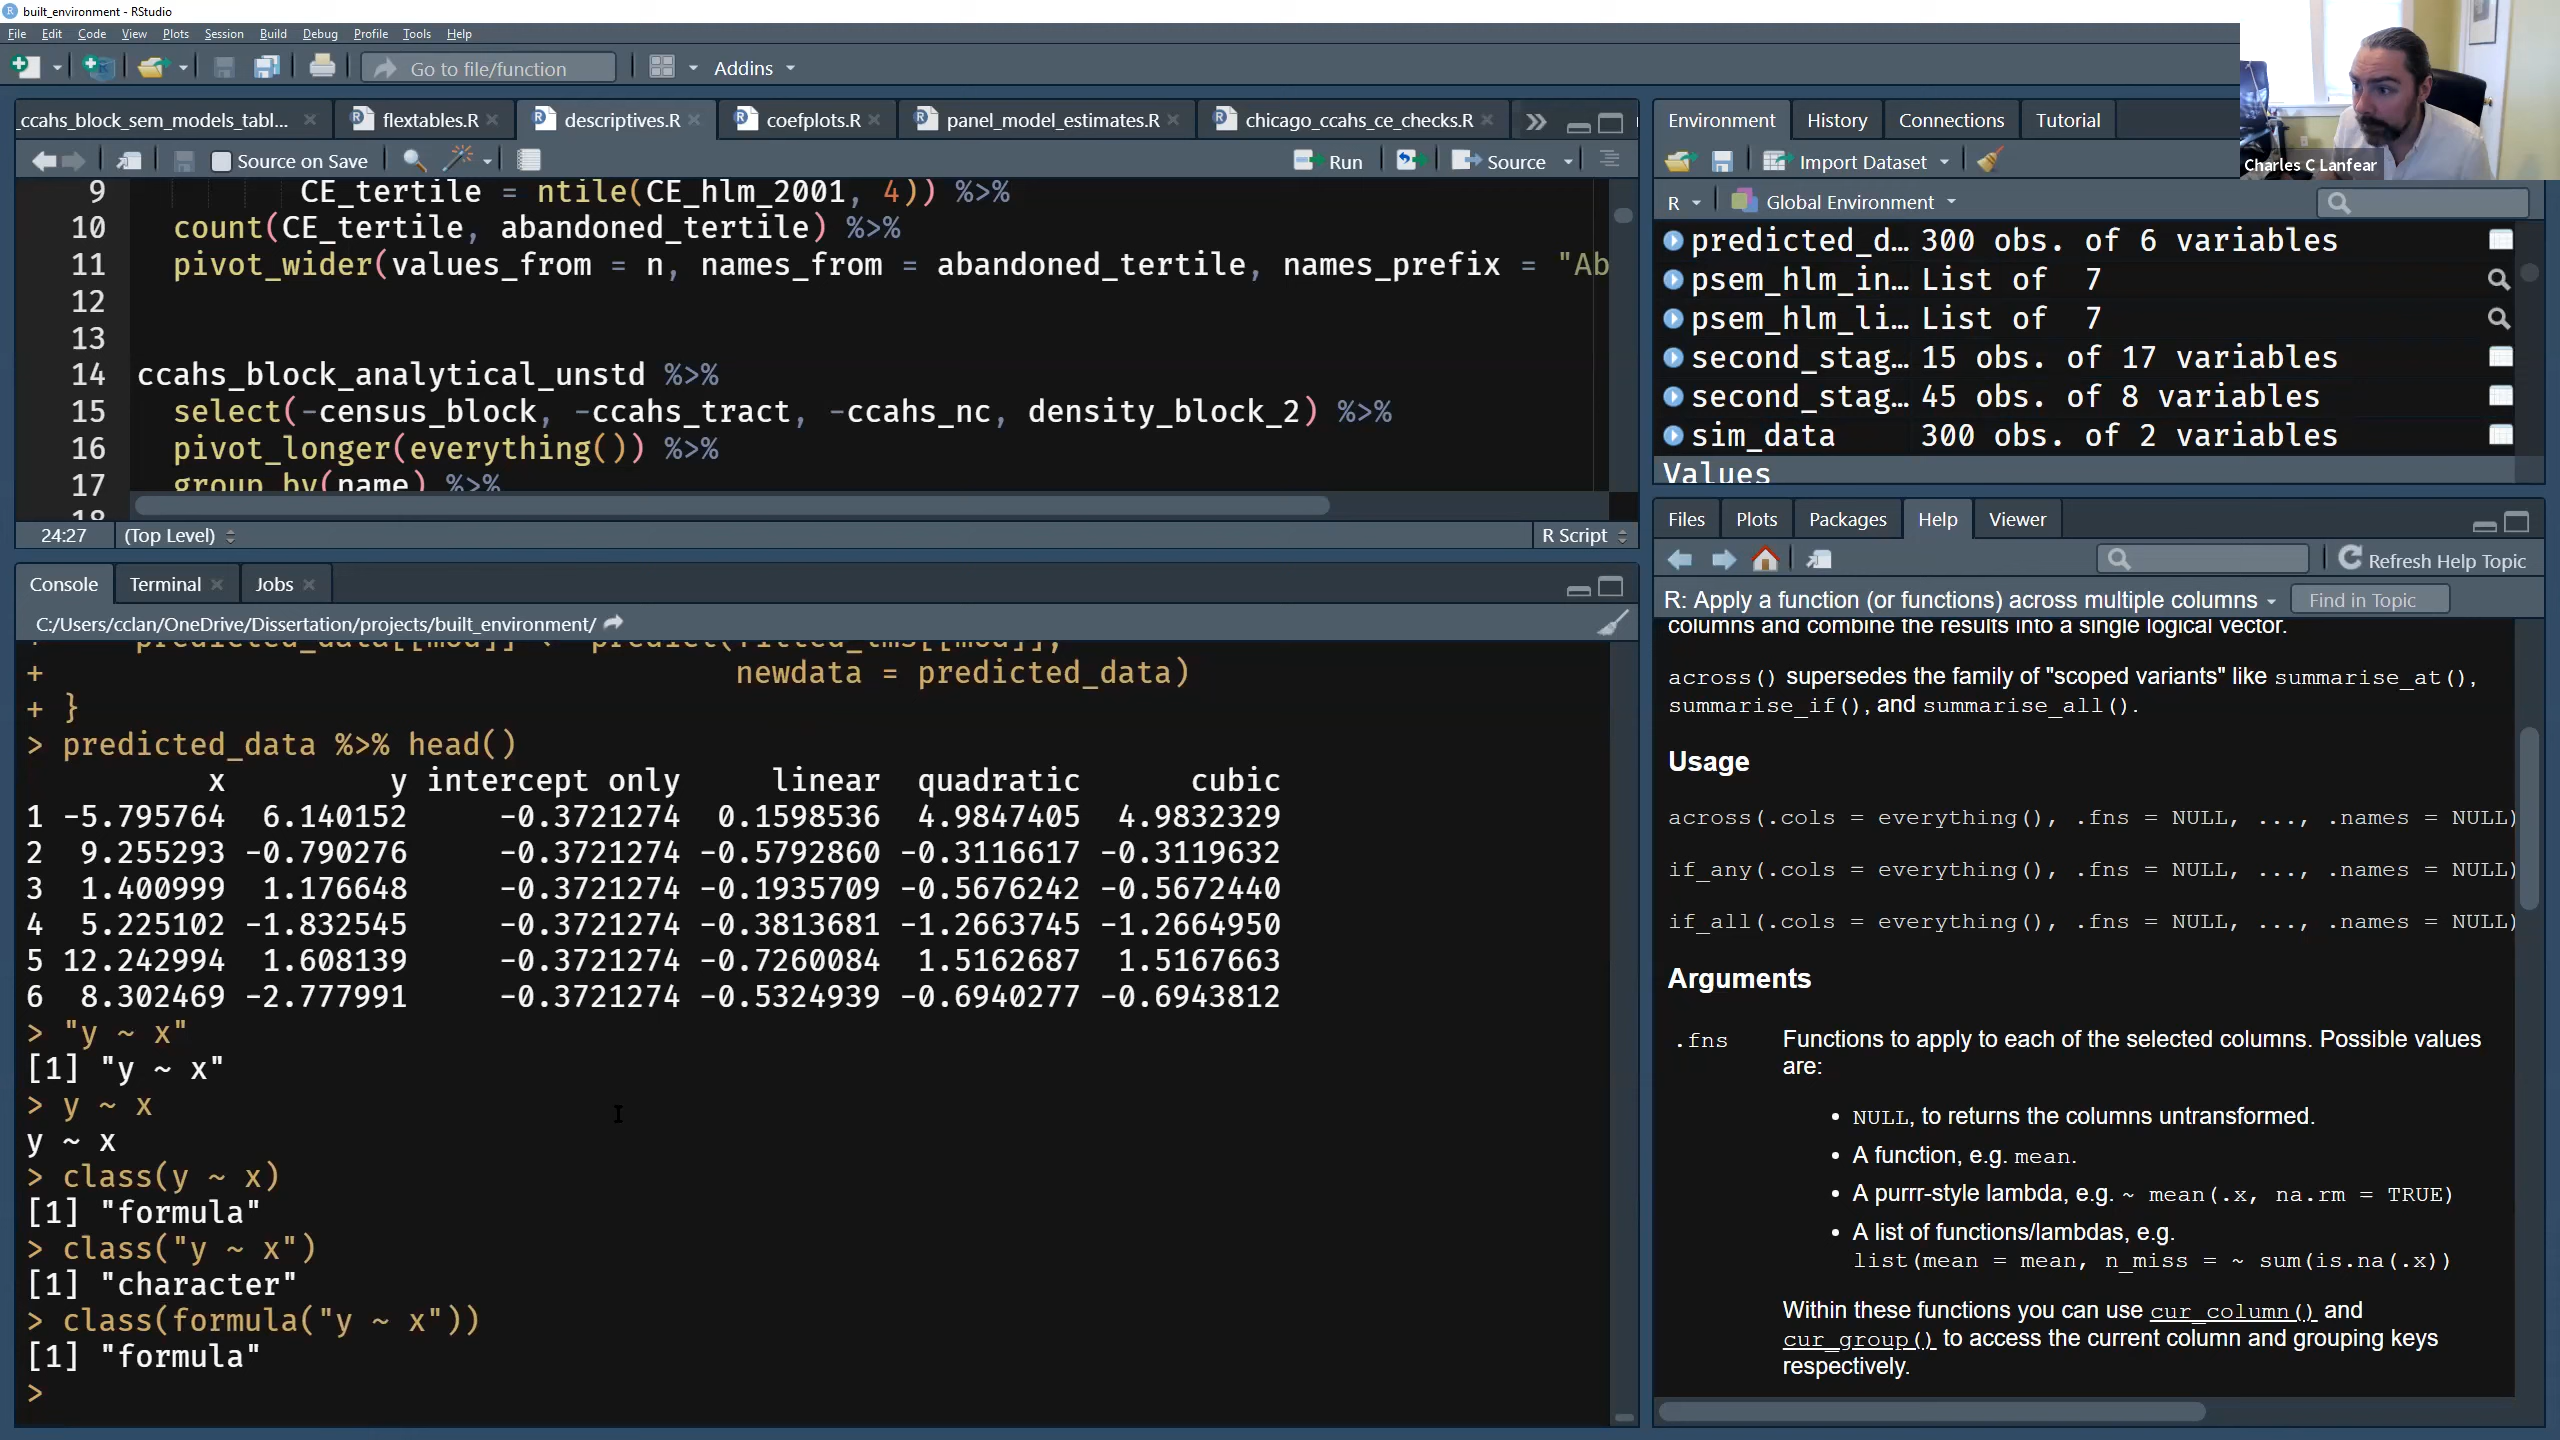 built_environment - RStudio
File Edit Code View Plots Session Build Debug Profile Tools Help
Go to file/function
Addins
Charles C Lanfear
_ccahs_block_sem_models_tabl...
flextables.R
descriptives.R
coefplots.R
panel_model_estimates.R
chicago_ccahs_ce_checks.R
Source on Save
Run
Source
9 CE_tertile = ntile(CE_hlm_2001, 4)) %>%
10 count(CE_tertile, abandoned_tertile) %>%
11 pivot_wider(values_from = n, names_from = abandoned_tertile, names_prefix = "Ab
12
13
14 ccahs_block_analytical_unstd %>%
15 select(-census_block, -ccahs_tract, -ccahs_nc, density_block_2) %>%
16 pivot_longer(everything()) %>%
17 group_by(name) %>%
18
24:27 (Top Level) R Script
Console Terminal Jobs
C:/Users/cclan/OneDrive/Dissertation/projects/built_environment/
+ predicted_data[[mod]] <- predict(fitted_lms[[mod]],
+ newdata = predicted_data)
+ }
> predicted_data %>% head()
x y intercept only linear quadratic cubic
1 -5.795764 6.140152 -0.3721274 0.1598536 4.9847405 4.9832329
2 9.255293 -0.790276 -0.3721274 -0.5792860 -0.3116617 -0.3119632
3 1.400999 1.176648 -0.3721274 -0.1935709 -0.5676242 -0.5672440
4 5.225102 -1.832545 -0.3721274 -0.3813681 -1.2663745 -1.2664950
5 12.242994 1.608139 -0.3721274 -0.7260084 1.5162687 1.5167663
6 8.302469 -2.777991 -0.3721274 -0.5324939 -0.6940277 -0.6943812
> "y ~ x"
[1] "y ~ x"
> y ~ x
y ~ x
> class(y ~ x)
[1] "formula"
> class("y ~ x")
[1] "character"
> class(formula("y ~ x"))
[1] "formula"
>
Environment History Connections Tutorial
Import Dataset
R Global Environment
predicted_d... 300 obs. of 6 variables
psem_hlm_in... List of 7
psem_hlm_li... List of 7
second_stag... 15 obs. of 17 variables
second_stag... 45 obs. of 8 variables
sim_data 300 obs. of 2 variables
Values
Files Plots Packages Help Viewer
Refresh Help Topic
R: Apply a function (or functions) across multiple columns Find in Topic
columns and combine the results into a single logical vector.
across() supersedes the family of "scoped variants" like summarise_at(),
summarise_if(), and summarise_all().
Usage
across(.cols = everything(), .fns = NULL, ..., .names = NULL)
if_any(.cols = everything(), .fns = NULL, ..., .names = NULL)
if_all(.cols = everything(), .fns = NULL, ..., .names = NULL)
Arguments
.fns Functions to apply to each of the selected columns. Possible values
are:
• NULL, to returns the columns untransformed.
• A function, e.g. mean.
• A purrr-style lambda, e.g. ~ mean(.x, na.rm = TRUE)
• A list of functions/lambdas, e.g.
list(mean = mean, n_miss = ~ sum(is.na(.x))
Within these functions you can use cur_column() and
cur_group() to access the current column and grouping keys
respectively.